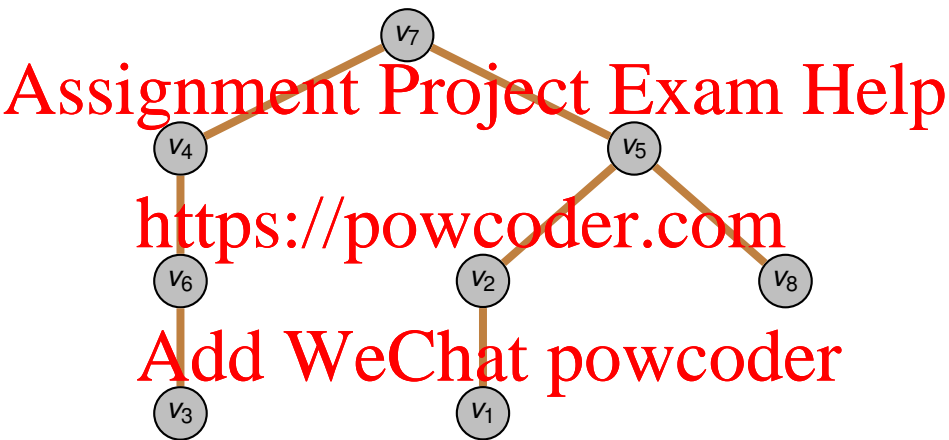 v7
Assignment Project Exam Help
v4 v5
https://powcoder.com
v6 v2 v8
Add WeChat powcoder
v3 v1